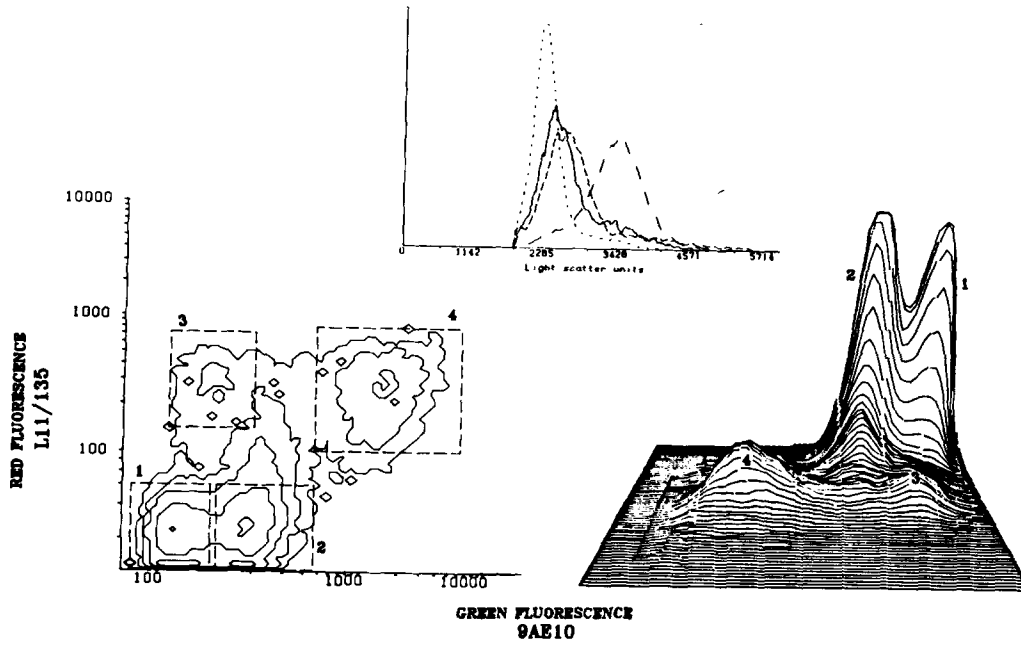 0 1142 2285 3428 4571 5714
Light scatter units
10000
1000
100
RED FLUORESCENCE
L11/135
3
4
1
2
100 1000 10000
2
1
4
3
GREEN FLUORESCENCE
9AE10